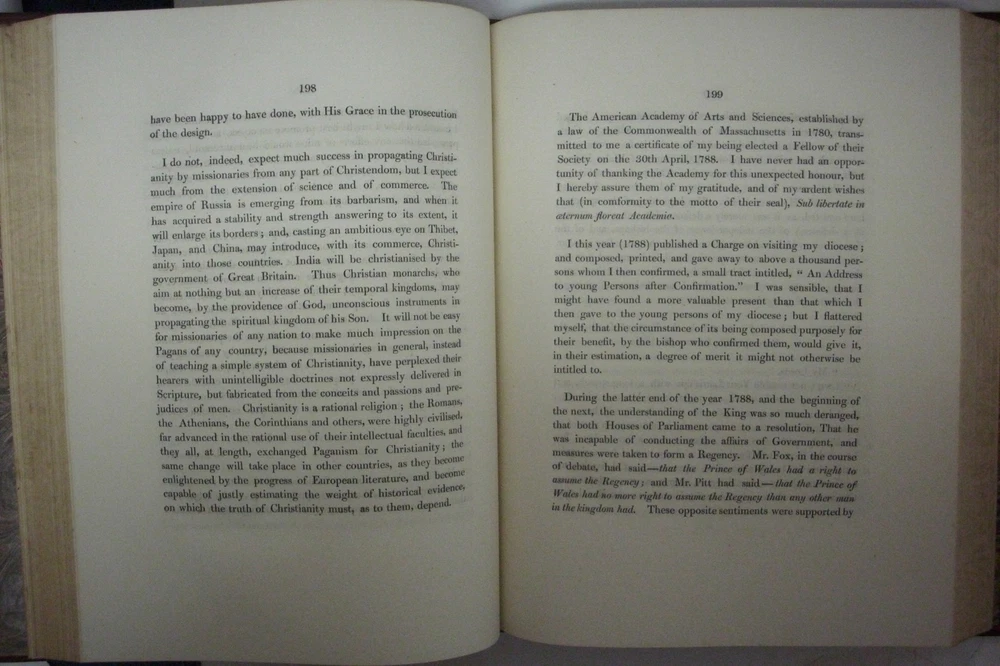 198
have been happy to have done, with His Grace in the prosecution
of the design.
I do not, indeed, expect much success in propagating Christi-
anity by missionaries from any part of Christendom, but I expect
much from the extension of science and of commerce. The
empire of Russia is emerging from its barbarism, and when it
has acquired a stability and strength answering to its extent, it
will enlarge its borders; and, casting an ambitious eye on Thibet,
Japan, and China, may introduce, with its commerce, Christi-
anity into those countries. India will be christianised by the
government of Great Britain. Thus Christian monarchs, who
aim at nothing but an increase of their temporal kingdoms, may
become, by the providence of God, unconscious instruments in
propagating the spiritual kingdom of his Son. It will not be easy
for missionaries of any nation to make much impression on the
Pagans of any country, because missionaries in general, instead
of teaching a simple system of Christianity, have perplexed their
hearers with unintelligible doctrines not expressly delivered in
Scripture, but fabricated from the conceits and passions and pre-
judices of men. Christianity is a rational religion; the Romans,
the Athenians, the Corinthians and others, were highly civilised,
far advanced in the rational use of their intellectual faculties, and
they all, at length, exchanged Paganism for Christianity; the
same change will take place in other countries, as they become
enlightened by the progress of European literature, and become
capable of justly estimating the weight of historical evidence,
on which the truth of Christianity must, as to them, depend.
199
The American Academy of Arts and Sciences, established by
a law of the Commonwealth of Massachusetts in 1780, trans-
mitted to me a certificate of my being elected a Fellow of their
Society on the 30th April, 1788. I have never had an oppor-
tunity of thanking the Academy for this unexpected honour, but
I hereby assure them of my gratitude, and of my ardent wishes
that (in comformity to the motto of their seal), Sub libertate in
æternum floreat Academia.
I this year (1788) published a Charge on visiting my diocese;
and composed, printed, and gave away to above a thousand per-
sons whom I then confirmed, a small tract intitled, “ An Address
to young Persons after Confirmation.” I was sensible, that I
might have found a more valuable present than that which I
then gave to the young persons of my diocese; but I flattered
myself, that the circumstance of its being composed purposely for
their benefit, by the bishop who confirmed them, would give it,
in their estimation, a degree of merit it might not otherwise be
intitled to.
During the latter end of the year 1788, and the beginning of
the next, the understanding of the King was so much deranged,
that both Houses of Parliament came to a resolution, That he
was incapable of conducting the affairs of Government, and
measures were taken to form a Regency. Mr. Fox, in the course
of debate, had said—that the Prince of Wales had a right to
assume the Regency; and Mr. Pitt had said—that the Prince of
Wales had no more right to assume the Regency than any other man
in the kingdom had. These opposite sentiments were supported by